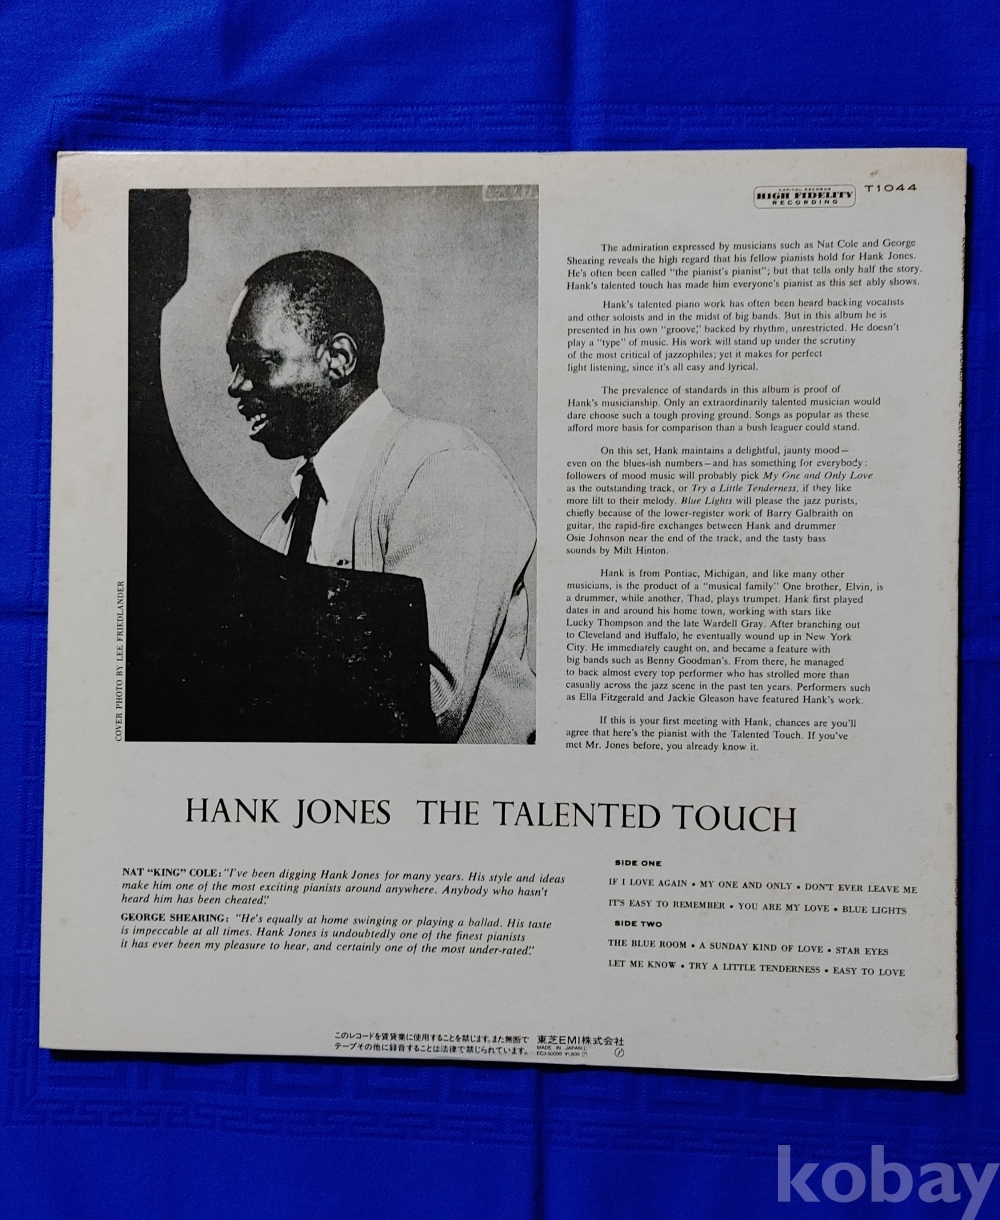 CAPITOL RECORDS
HIGH FIDELITY
RECORDING
T1044
The admiration expressed by musicians such as Nat Cole and George
Shearing reveals the high regard that his fellow pianists hold for Hank Jones.
He's often been called "the pianist's pianist"; but that tells only half the story.
Hank's talented touch has made him everyone's pianist as this set ably shows.
Hank's talented piano work has often been heard backing vocalists
and other soloists and in the midst of big bands. But in this album he is
presented in his own "groove," backed by rhythm, unrestricted. He doesn't
play a "type" of music. His work will stand up under the scrutiny
of the most critical of jazzophiles; yet it makes for perfect
light listening, since it's all easy and lyrical.
The prevalence of standards in this album is proof of
Hank's musicianship. Only an extraordinarily talented musician would
dare choose such a tough proving ground. Songs as popular as these
afford more basis for comparison than a bush leaguer could stand.
On this set, Hank maintains a delightful, jaunty mood—
even on the blues-ish numbers—and has something for everybody:
followers of mood music will probably pick My One and Only Love
as the outstanding track, or Try a Little Tenderness, if they like
more lilt to their melody. Blue Lights will please the jazz purists,
chiefly because of the lower-register work of Barry Galbraith on
guitar, the rapid-fire exchanges between Hank and drummer
Osie Johnson near the end of the track, and the tasty bass
sounds by Milt Hinton.
Hank is from Pontiac, Michigan, and like many other
musicians, is the product of a "musical family." One brother, Elvin, is
a drummer, while another, Thad, plays trumpet. Hank first played
dates in and around his home town, working with stars like
Lucky Thompson and the late Wardell Gray. After branching out
to Cleveland and Buffalo, he eventually wound up in New York
City. He immediately caught on, and became a feature with
big bands such as Benny Goodman's. From there, he managed
to back almost every top performer who has strolled more than
casually across the jazz scene in the past ten years. Performers such
as Ella Fitzgerald and Jackie Gleason have featured Hank's work.
If this is your first meeting with Hank, chances are you'll
agree that here's the pianist with the Talented Touch. If you've
met Mr. Jones before, you already know it.
COVER PHOTO BY LEE FRIEDLANDER
HANK JONES THE TALENTED TOUCH
NAT "KING" COLE: "I've been digging Hank Jones for many years. His style and ideas
make him one of the most exciting pianists around anywhere. Anybody who hasn't
heard him has been cheated."
GEORGE SHEARING: "He's equally at home swinging or playing a ballad. His taste
is impeccable at all times. Hank Jones is undoubtedly one of the finest pianists
it has ever been my pleasure to hear, and certainly one of the most under-rated."
SIDE ONE
IF I LOVE AGAIN • MY ONE AND ONLY • DON'T EVER LEAVE ME
IT'S EASY TO REMEMBER • YOU ARE MY LOVE • BLUE LIGHTS
SIDE TWO
THE BLUE ROOM • A SUNDAY KIND OF LOVE • STAR EYES
LET ME KNOW • TRY A LITTLE TENDERNESS • EASY TO LOVE
このレコードを賃貸業に使用することを禁じます。また無断で
テープその他に録音することは法律で禁じられています。
東芝EMI株式会社
MADE IN JAPAN
kobay